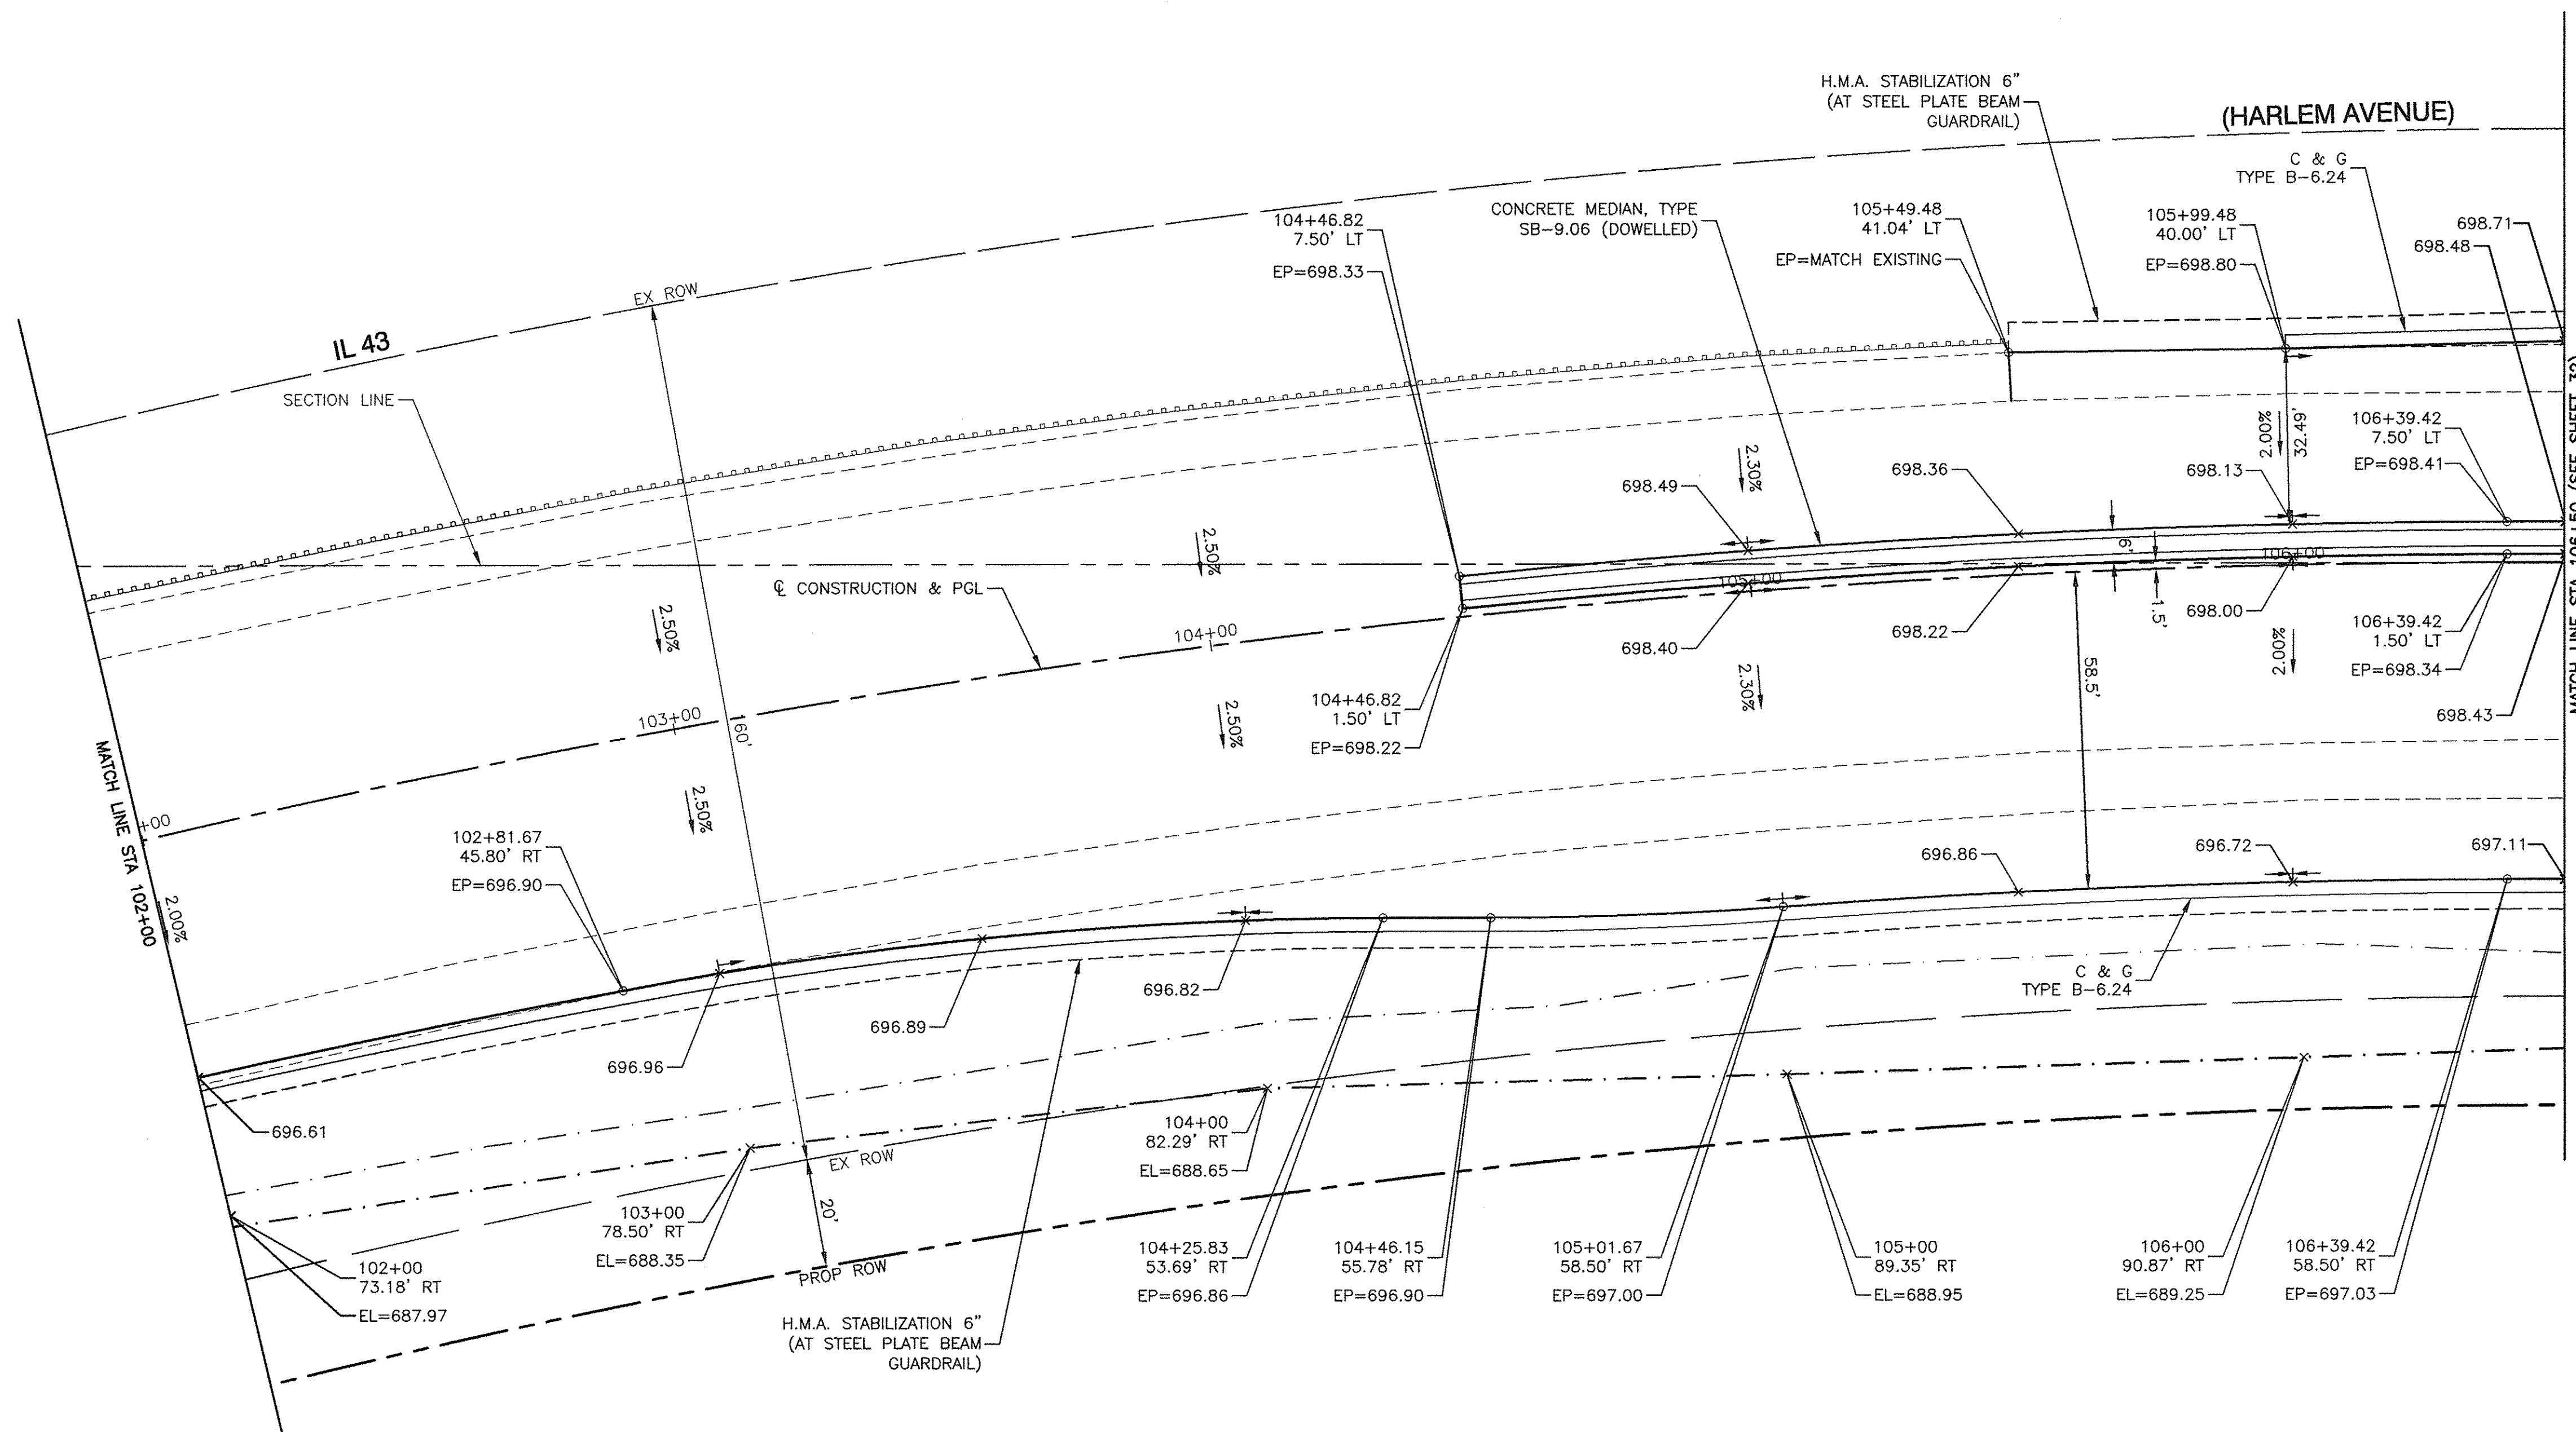 H.M.A. STABILIZATION 6"
(AT STEEL PLATE BEAM
GUARDRAIL)
(HARLEM AVENUE)
C & G
TYPE B-6.24
CONCRETE MEDIAN, TYPE
SB-9.06 (DOWELLED)
104+46.82
7.50' LT
EP=698.33
105+49.48
41.04' LT
EP=MATCH EXISTING
105+99.48
40.00' LT
EP=698.80
698.71
698.48
EX ROW
IL 43
SECTION LINE
2.00%
32.49'
106+39.42
7.50' LT
EP=698.41
2.30%
698.49
698.36
698.13
2.50%
℄ CONSTRUCTION & PGL
2.50%
104+00
105+00
6'
106+00
1.5'
698.40
698.22
698.00
2.00%
106+39.42
1.50' LT
EP=698.34
698.43
58.5'
2.30%
104+46.82
1.50' LT
EP=698.22
2.50%
103+00
160'
2.50%
+00
MATCH LINE STA 102+00
2.00%
MATCH LINE STA 106+50 (SEE SHEET 32)
102+81.67
45.80' RT
EP=696.90
696.86
696.72
697.11
696.82
696.89
696.96
C & G
TYPE B-6.24
696.61
104+00
82.29' RT
EL=688.65
EX ROW
20'
PROP ROW
103+00
78.50' RT
EL=688.35
102+00
73.18' RT
EL=687.97
104+25.83
53.69' RT
EP=696.86
104+46.15
55.78' RT
EP=696.90
105+01.67
58.50' RT
EP=697.00
105+00
89.35' RT
EL=688.95
106+00
90.87' RT
EL=689.25
106+39.42
58.50' RT
EP=697.03
H.M.A. STABILIZATION 6"
(AT STEEL PLATE BEAM
GUARDRAIL)